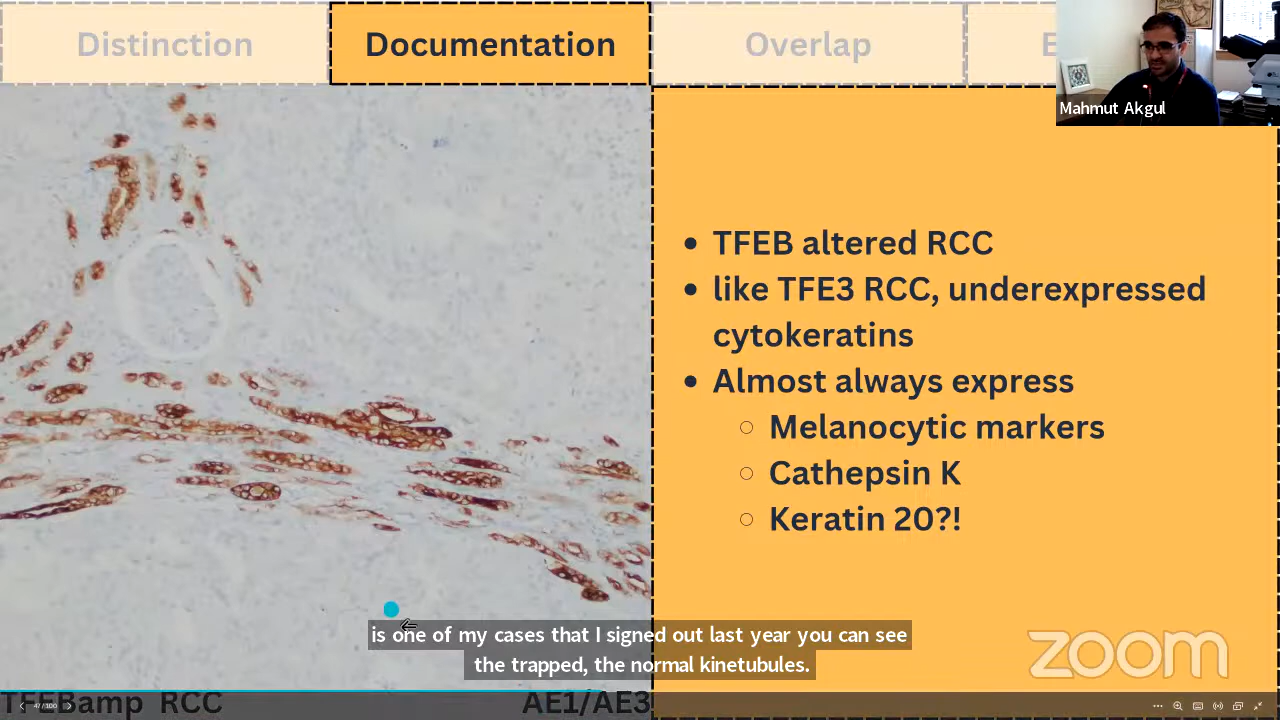 Distinction
Documentation
Overlap
E
Mahmut Akgul
TFEB altered RCC
like TFE3 RCC, underexpressed
cytokeratins
Almost always express
Melanocytic markers
Cathepsin K
Keratin 20?!
is one of my cases that I signed out last year you can see
the trapped, the normal kinetubules.
zoom
TFEBamp RCC
AE1/AE3
47/100